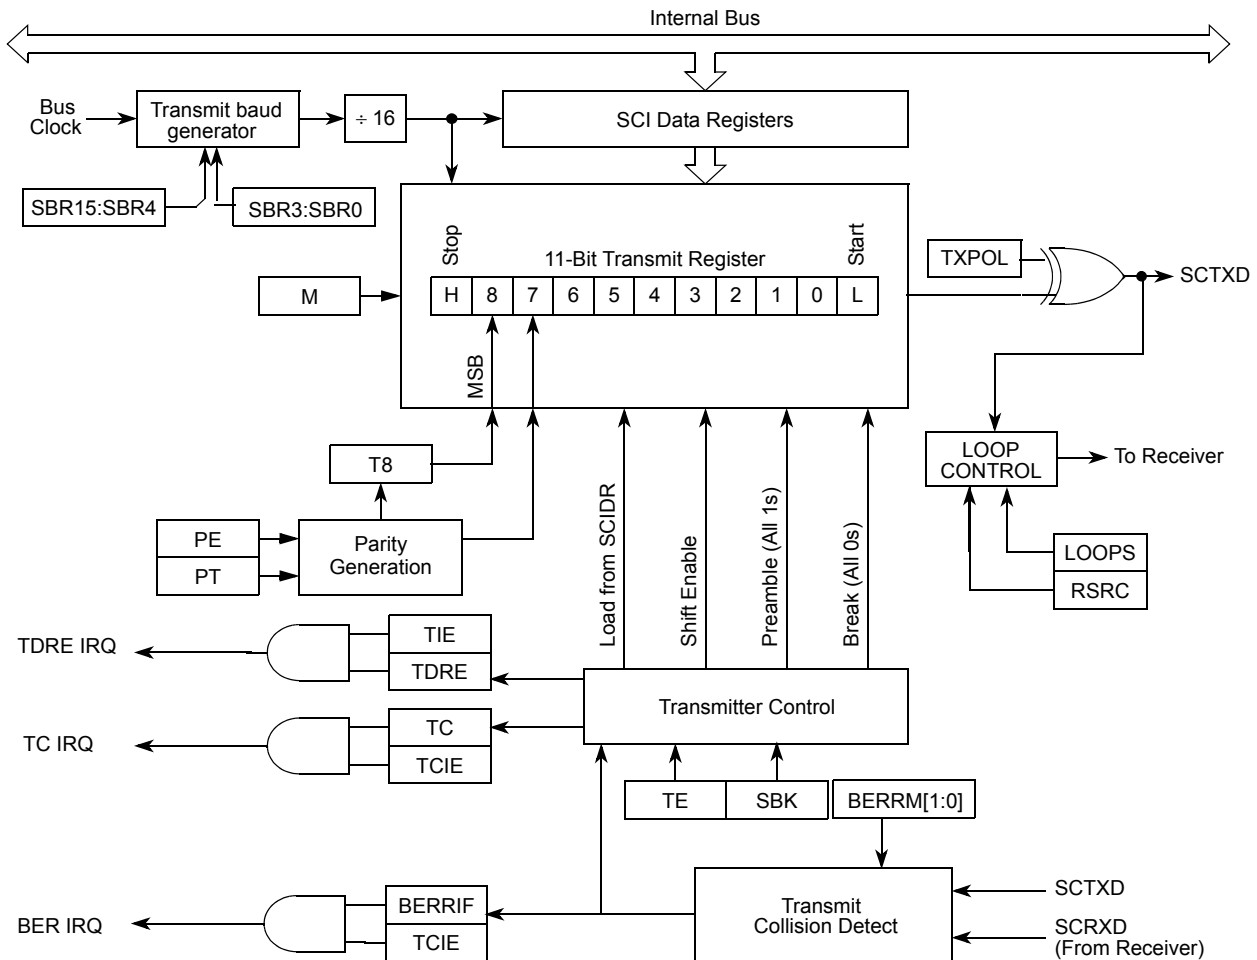 Internal Bus
Bus
Clock
Transmit baud
generator
÷ 16
SCI Data Registers
SBR15:SBR4
SBR3:SBR0
Stop
11-Bit Transmit Register
Start
H 8 7 6 5 4 3 2 1 0 L
M
MSB
TXPOL
SCTXD
LOOP
CONTROL
To Receiver
LOOPS
RSRC
T8
PE
PT
Parity
Generation
Load from SCIDR
Shift Enable
Preamble (All 1s)
Break (All 0s)
TDRE IRQ
TIE
TDRE
Transmitter Control
TC IRQ
TC
TCIE
TE
SBK
BERRM[1:0]
BER IRQ
BERRIF
TCIE
Transmit
Collision Detect
SCTXD
SCRXD
(From Receiver)